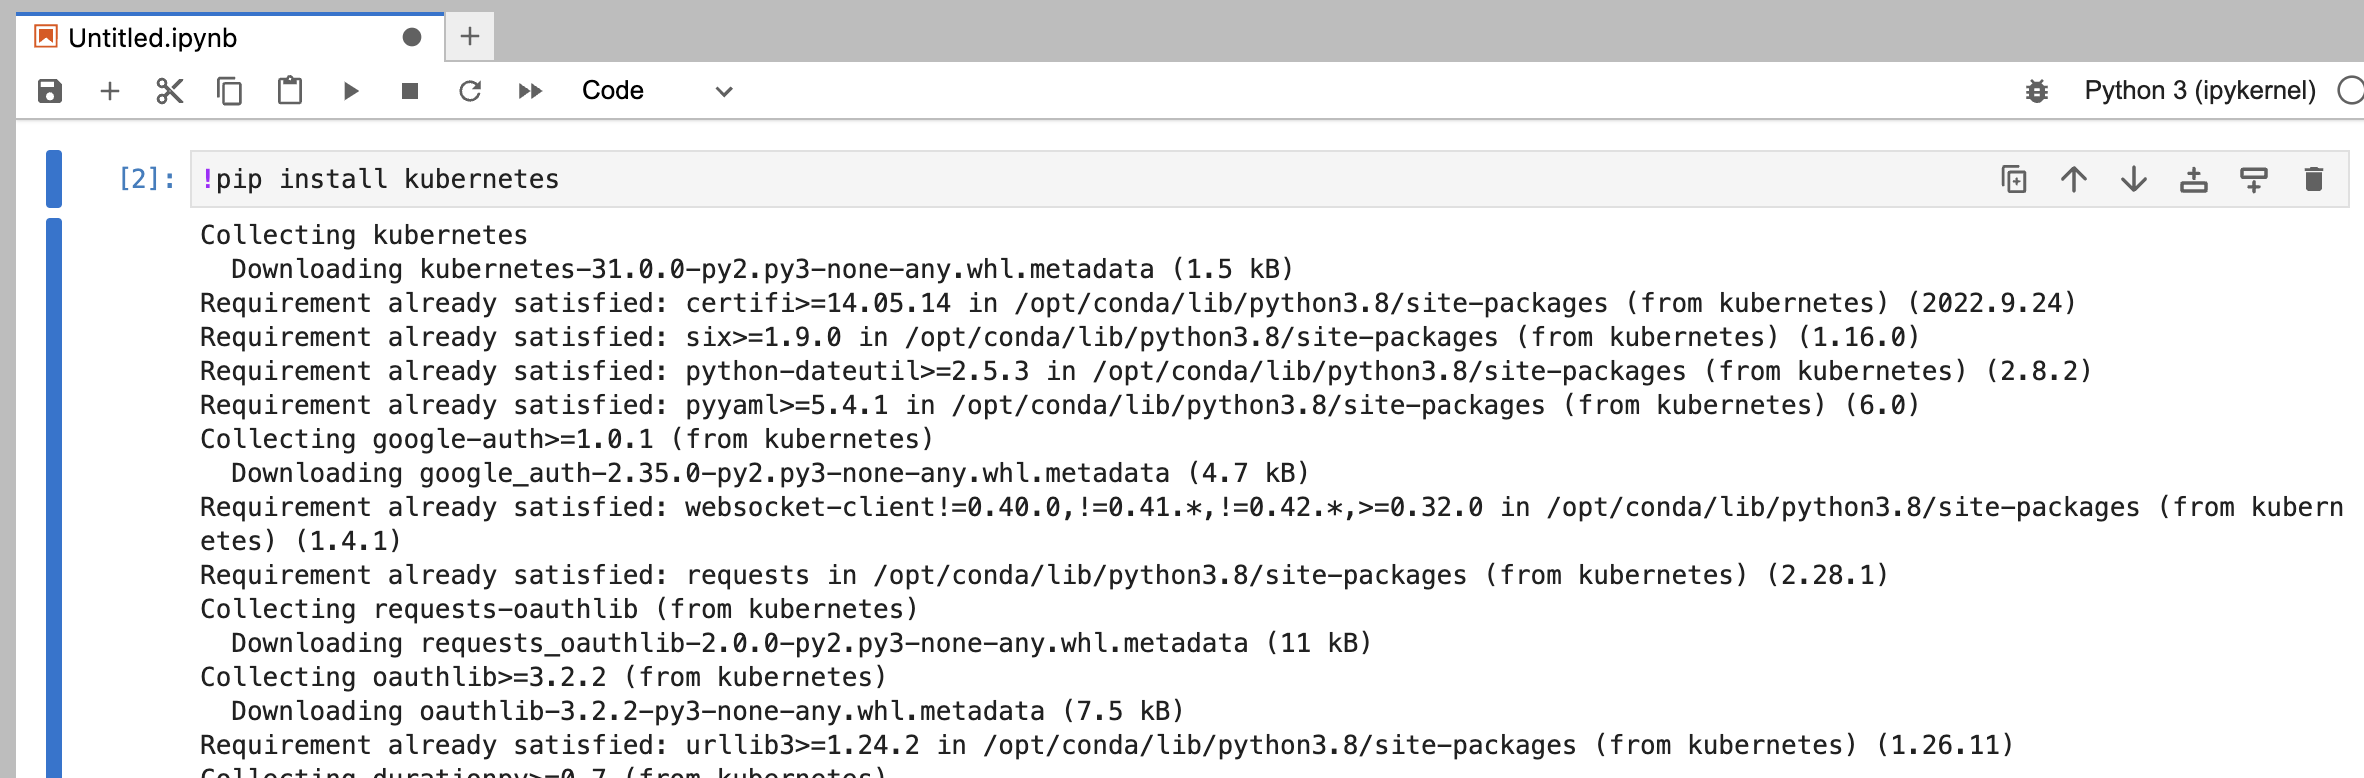 Untitled.ipynb
Code
Python 3 (ipykernel)
[2]: !pip install kubernetes
Collecting kubernetes
  Downloading kubernetes-31.0.0-py2.py3-none-any.whl.metadata (1.5 kB)
Requirement already satisfied: certifi>=14.05.14 in /opt/conda/lib/python3.8/site-packages (from kubernetes) (2022.9.24)
Requirement already satisfied: six>=1.9.0 in /opt/conda/lib/python3.8/site-packages (from kubernetes) (1.16.0)
Requirement already satisfied: python-dateutil>=2.5.3 in /opt/conda/lib/python3.8/site-packages (from kubernetes) (2.8.2)
Requirement already satisfied: pyyaml>=5.4.1 in /opt/conda/lib/python3.8/site-packages (from kubernetes) (6.0)
Collecting google-auth>=1.0.1 (from kubernetes)
  Downloading google_auth-2.35.0-py2.py3-none-any.whl.metadata (4.7 kB)
Requirement already satisfied: websocket-client!=0.40.0,!=0.41.*,!=0.42.*,>=0.32.0 in /opt/conda/lib/python3.8/site-packages (from kubern
etes) (1.4.1)
Requirement already satisfied: requests in /opt/conda/lib/python3.8/site-packages (from kubernetes) (2.28.1)
Collecting requests-oauthlib (from kubernetes)
  Downloading requests_oauthlib-2.0.0-py2.py3-none-any.whl.metadata (11 kB)
Collecting oauthlib>=3.2.2 (from kubernetes)
  Downloading oauthlib-3.2.2-py3-none-any.whl.metadata (7.5 kB)
Requirement already satisfied: urllib3>=1.24.2 in /opt/conda/lib/python3.8/site-packages (from kubernetes) (1.26.11)
Collecting durationpy>=0.7 (from kubernetes)